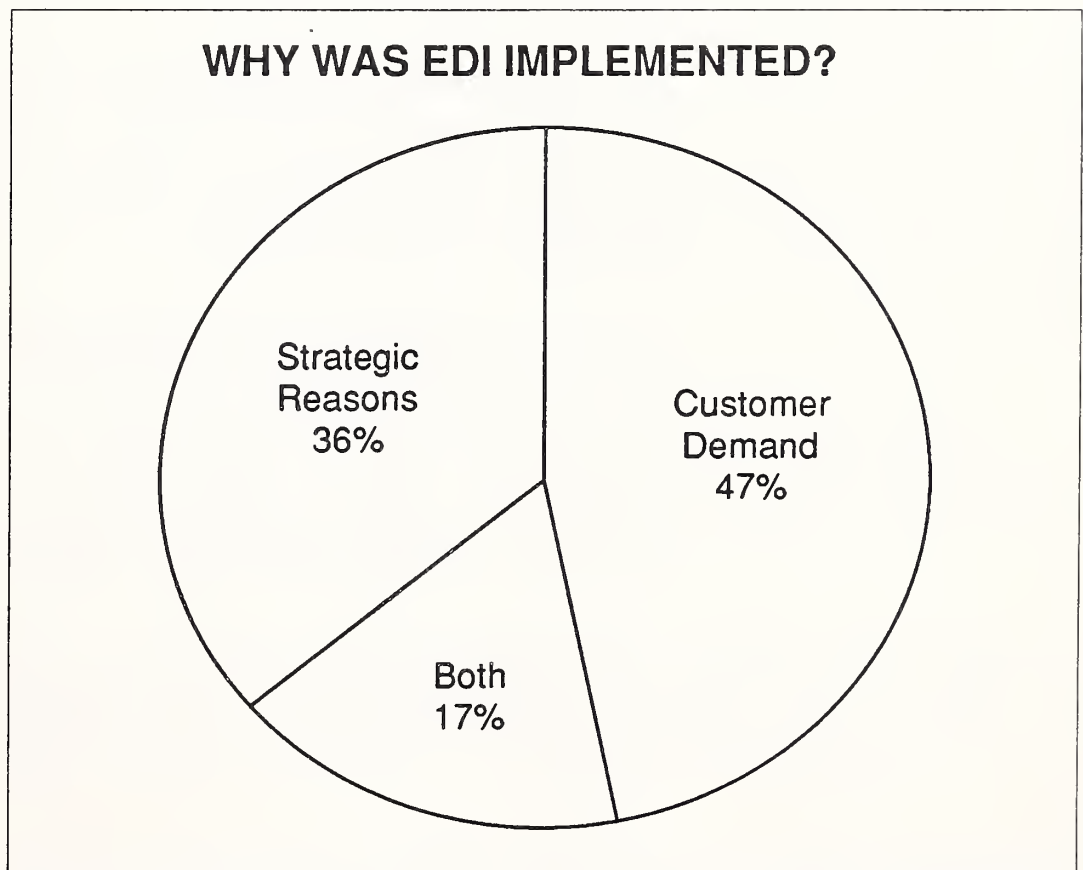 WHY WAS EDI IMPLEMENTED?
Strategic
Reasons
36%
Customer
Demand
47%
Both
17%